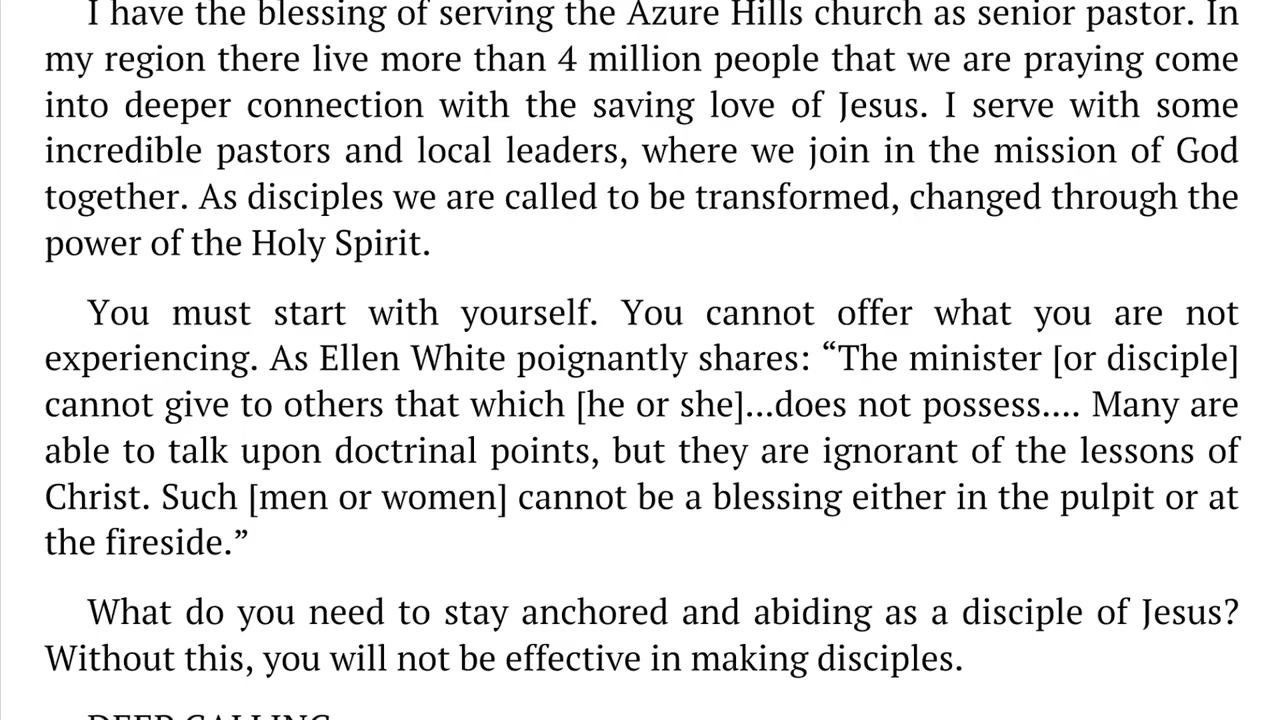 I have the blessing of serving the Azure Hills church as senior pastor. In
my region there live more than 4 million people that we are praying come
into deeper connection with the saving love of Jesus. I serve with some
incredible pastors and local leaders, where we join in the mission of God
together. As disciples we are called to be transformed, changed through the
power of the Holy Spirit.
You must start with yourself. You cannot offer what you are not
experiencing. As Ellen White poignantly shares: “The minister [or disciple]
cannot give to others that which [he or she]...does not possess.... Many are
able to talk upon doctrinal points, but they are ignorant of the lessons of
Christ. Such [men or women] cannot be a blessing either in the pulpit or at
the fireside.”
What do you need to stay anchored and abiding as a disciple of Jesus?
Without this, you will not be effective in making disciples.
DEEP CALLING